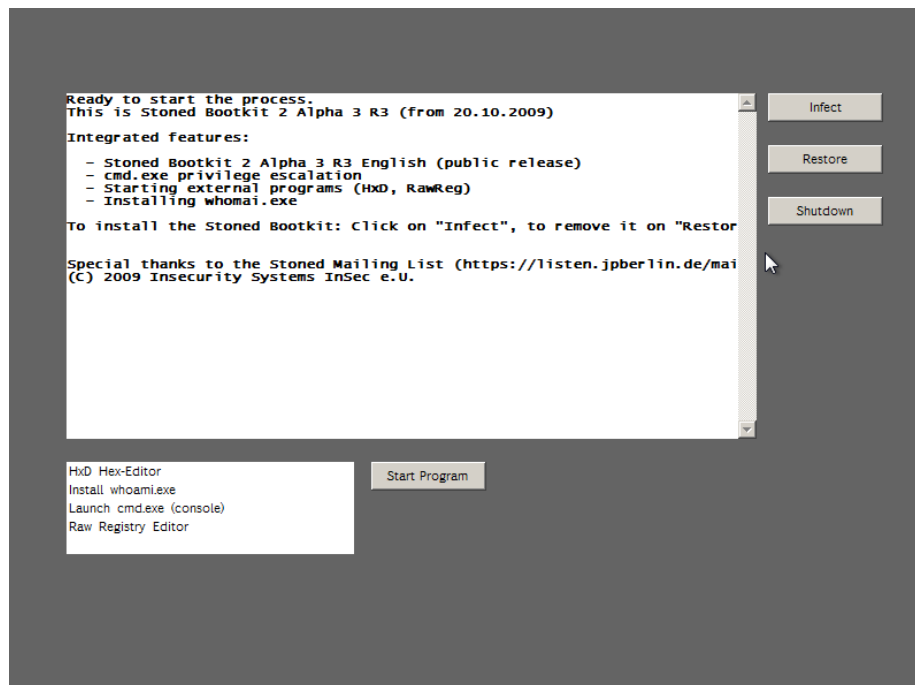 Ready to start the process.
This is Stoned Bootkit 2 Alpha 3 R3 (from 20.10.2009)
Integrated features:
- Stoned Bootkit 2 Alpha 3 R3 English (public release)
- cmd.exe privilege escalation
- Starting external programs (HxD, RawReg)
- Installing whomai.exe
To install the Stoned Bootkit: Click on "Infect", to remove it on "Restor
Special thanks to the Stoned Mailing List (https://listen.jpberlin.de/mai
(C) 2009 Insecurity Systems InSec e.U.
Infect
Restore
Shutdown
HxD Hex-Editor
Install whoami.exe
Launch cmd.exe (console)
Raw Registry Editor
Start Program